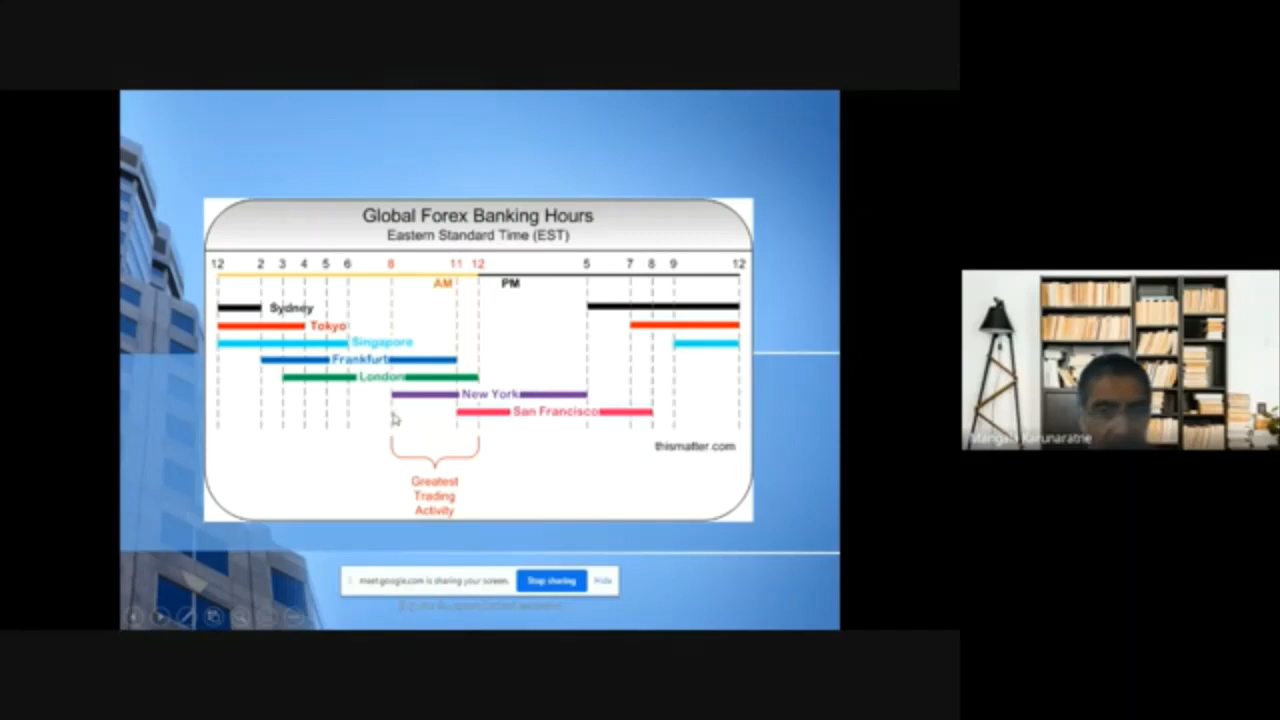 Global Forex Banking Hours
Eastern Standard Time (EST)
12 2 3 4 5 6 8 11 12 5 7 8 9 12
AM PM
Sydney
Tokyo
Singapore
Frankfurt
London
New York
San Francisco
thismatter.com
Greatest
Trading
Activity
meet.google.com is sharing your screen. Stop sharing Hide
Karunaratne